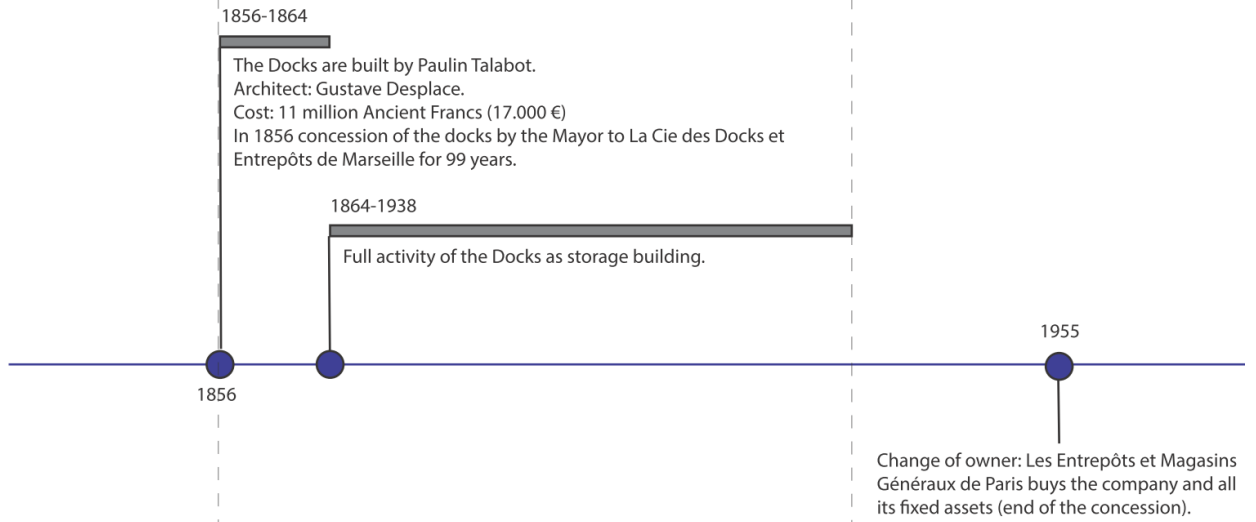 1856-1864
The Docks are built by Paulin Talabot.
Architect: Gustave Desplace.
Cost: 11 million Ancient Francs (17.000 €)
In 1856 concession of the docks by the Mayor to La Cie des Docks et
Entrepôts de Marseille for 99 years.
1864-1938
Full activity of the Docks as storage building.
1955
1856
Change of owner: Les Entrepôts et Magasins
Généraux de Paris buys the company and all
its fixed assets (end of the concession).